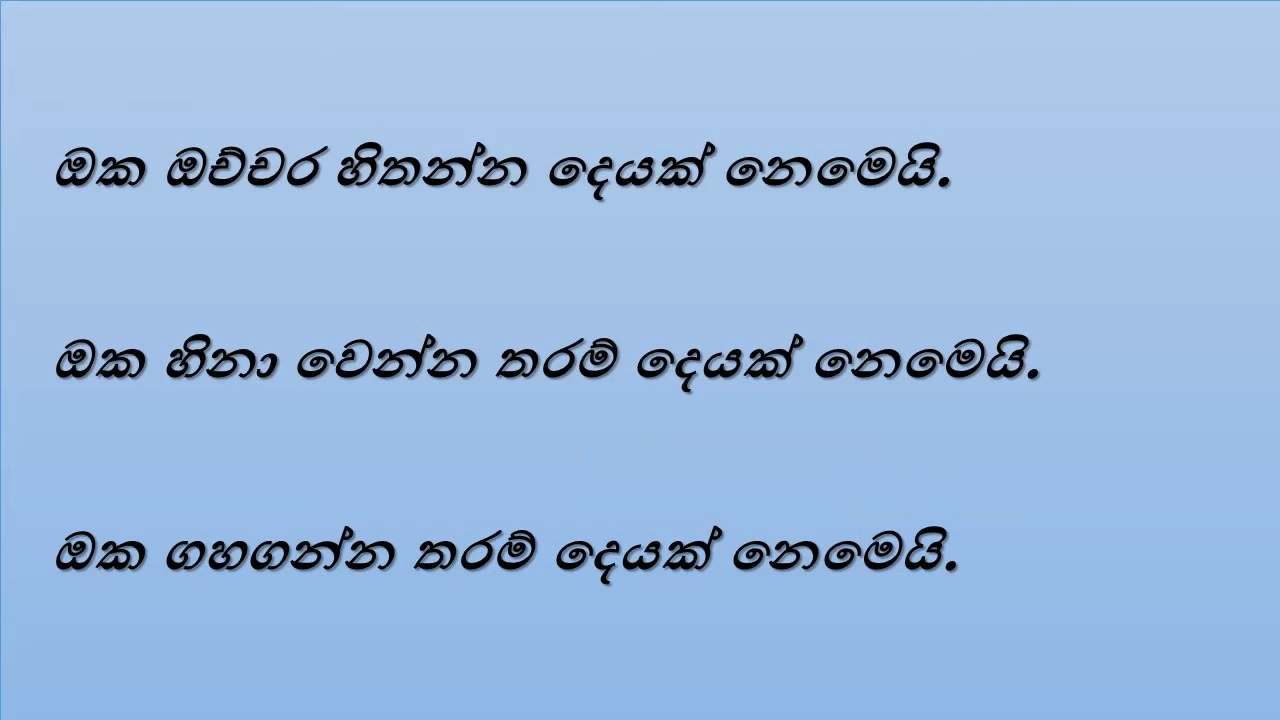 ඔක ඔච්චර හිතන්න දෙයක් නෙමෙයි.
ඔක හිනා වෙන්න තරම් දෙයක් නෙමෙයි.
ඔක ගහගන්න තරම් දෙයක් නෙමෙයි.